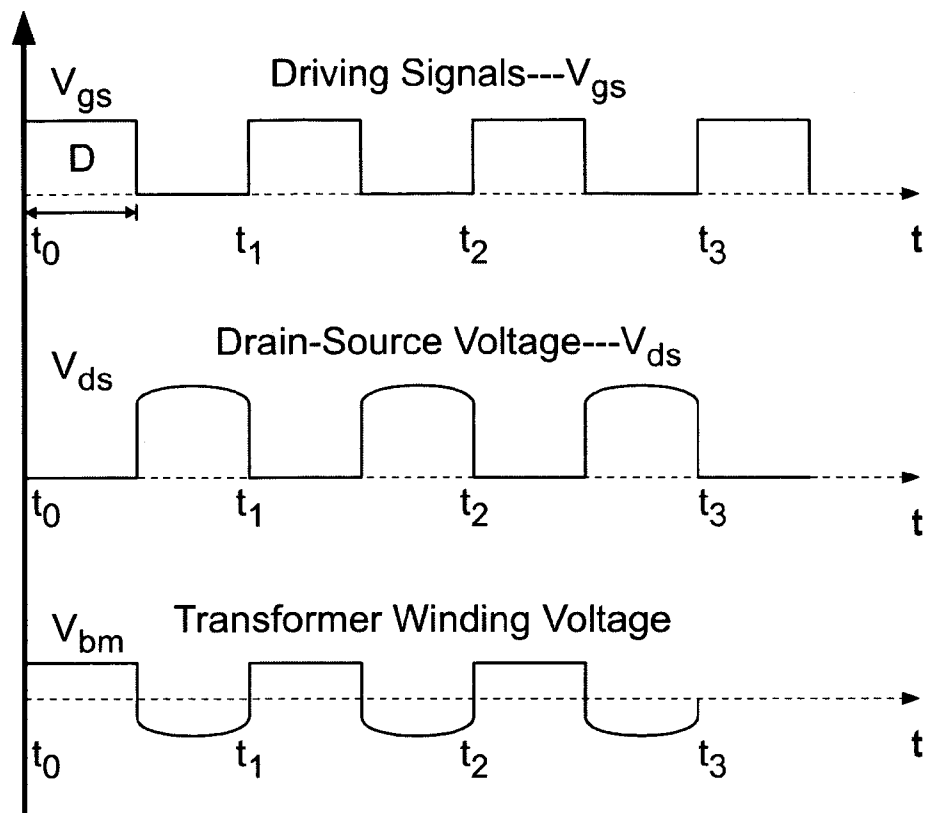 Driving Signals---Vgs
Vgs
D
t0 t1 t2 t3 t
Drain-Source Voltage---Vds
Vds
t0 t1 t2 t3 t
Transformer Winding Voltage
Vbm
t0 t1 t2 t3 t